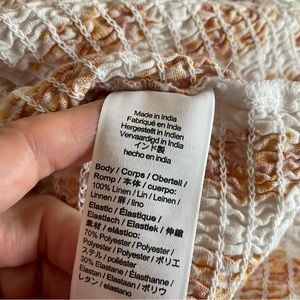 Made in India
Fabriqué en Inde
Hergestellt in Indien
Vervaardigd in India
インド製
hecho en india
Body / Corps / Oberteil /
Romp / 本体 / cuerpo:
100% Linen / Lin / Leinen /
Linnen / 麻 / lino
Elastic / Élastique /
Elastisch / Elastiek / 伸縮
素材 / elástico:
70% Polyester / Polyester /
Polyester / Polyester / ポリエ
ステル / poliéster
30% Elastane / Élasthanne /
Elastan / Elastaan / ポリウ
レタン / elastano